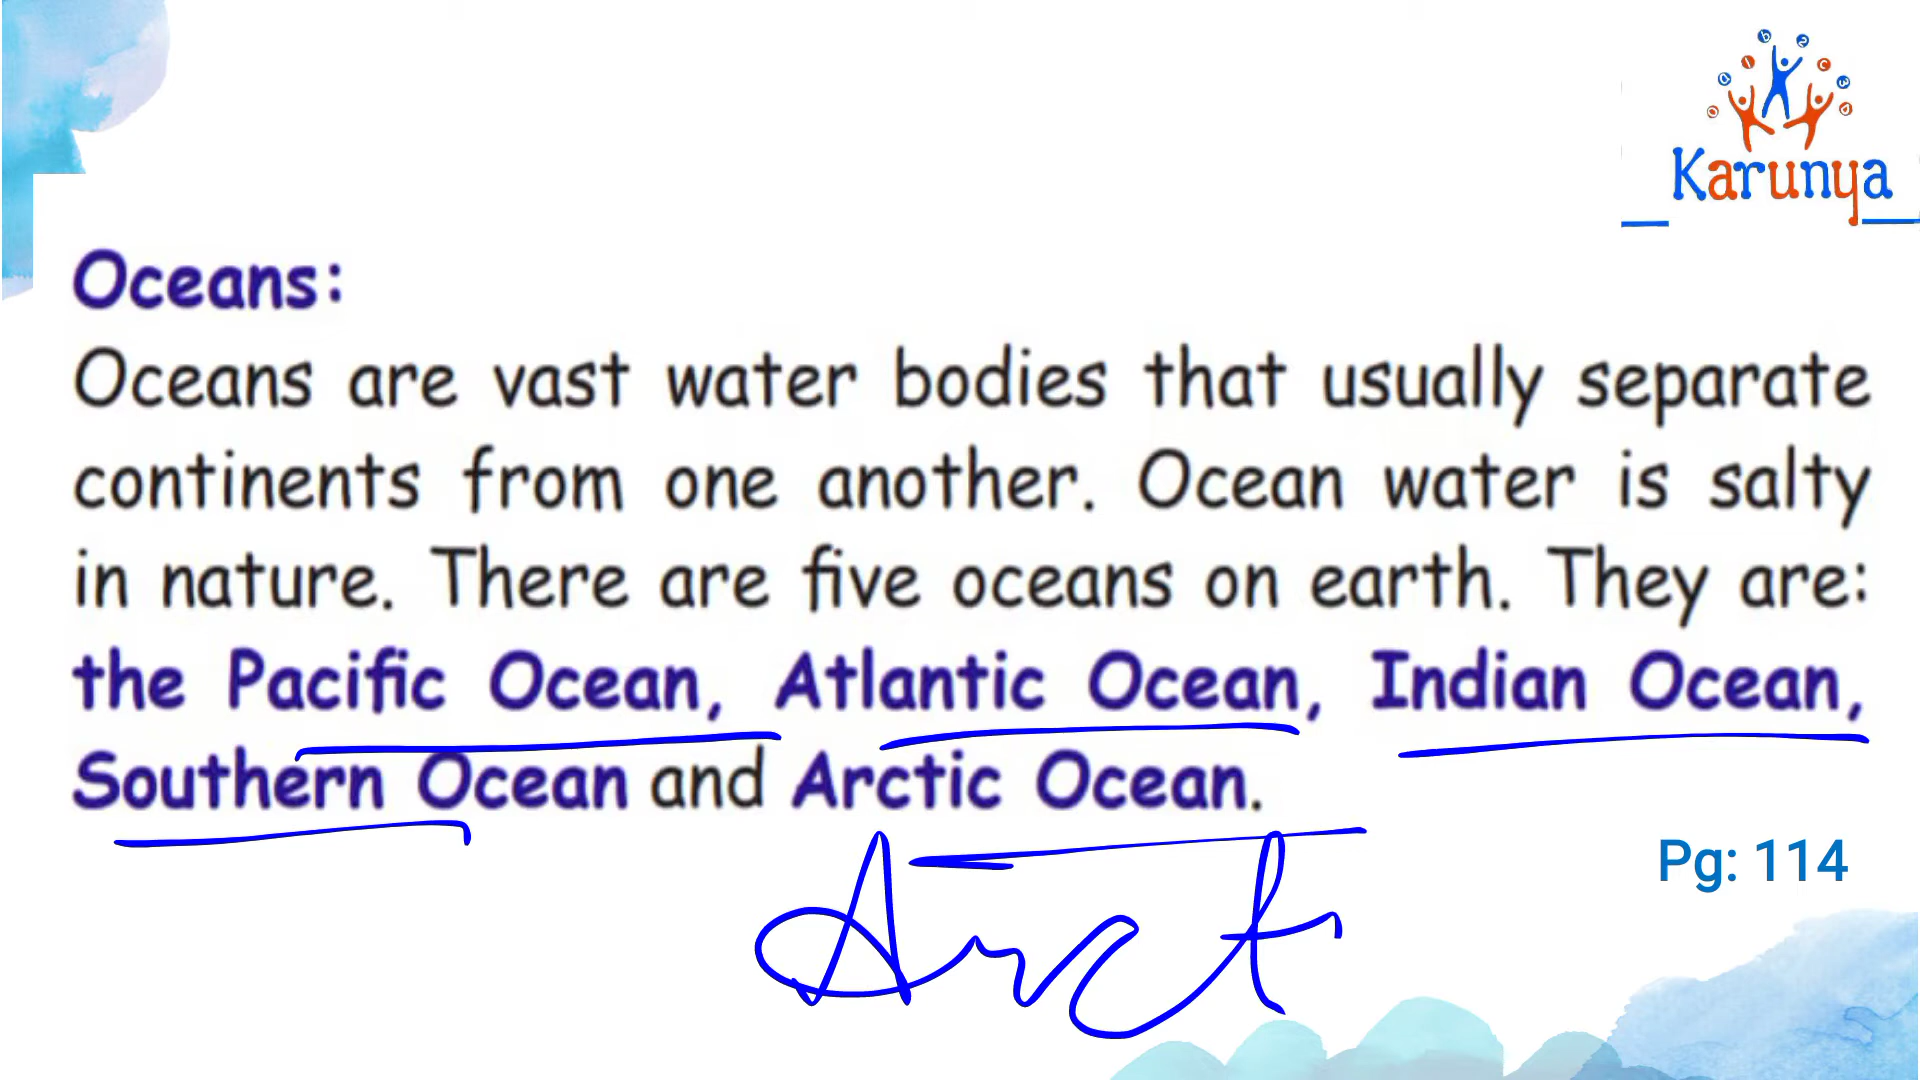 Karunya
Oceans:
Oceans are vast water bodies that usually separate
continents from one another. Ocean water is salty
in nature. There are five oceans on earth. They are:
the Pacific Ocean, Atlantic Ocean, Indian Ocean,
Southern Ocean and Arctic Ocean.
Pg: 114
Arct